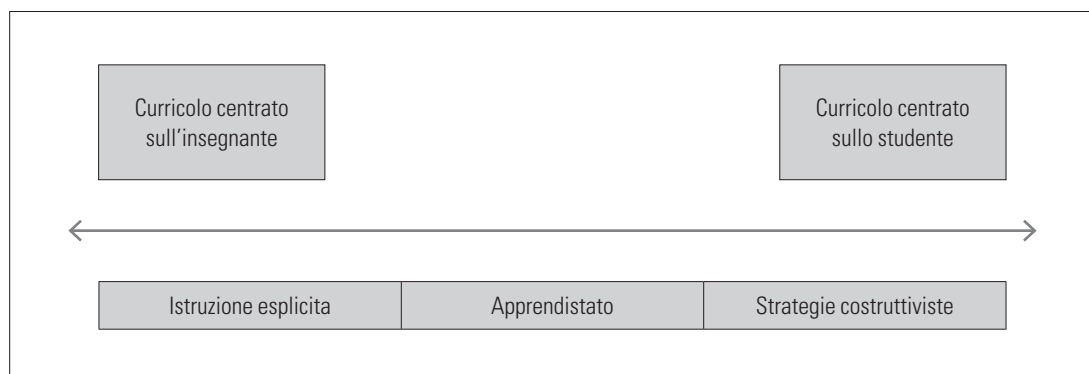 Curricolo centrato
sull'insegnante
Curricolo centrato
sullo studente
Istruzione esplicita
Apprendistato
Strategie costruttiviste